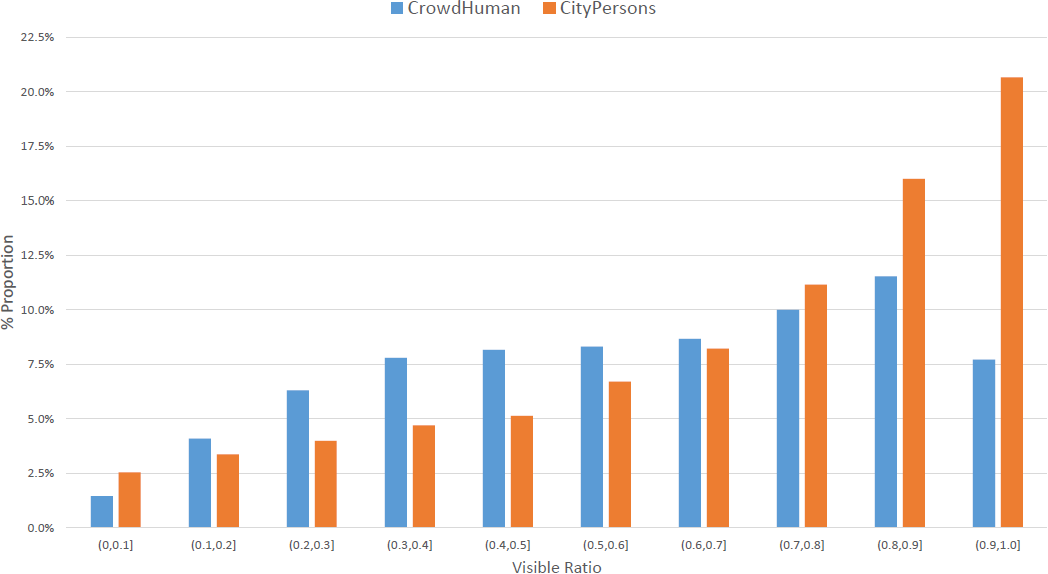 CrowdHuman CityPersons
22.5%
20.0%
17.5%
15.0%
12.5%
10.0%
7.5%
5.0%
2.5%
0.0%
% Proportion
(0,0.1] (0.1,0.2] (0.2,0.3] (0.3,0.4] (0.4,0.5] (0.5,0.6] (0.6,0.7] (0.7,0.8] (0.8,0.9] (0.9,1.0]
Visible Ratio